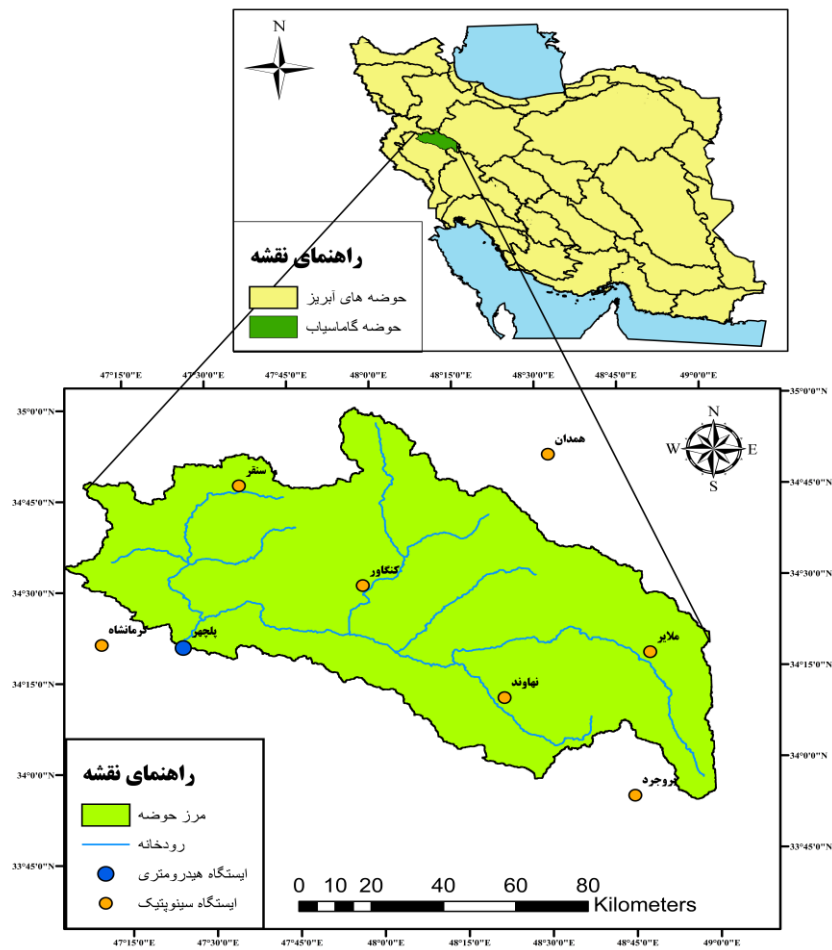 N
راهنمای نقشه
حوضه های آبریز
حوضه گاماسیاب
47°15'0"E 47°30'0"E 47°45'0"E 48°0'0"E 48°15'0"E 48°30'0"E 48°45'0"E 49°0'0"E
35°0'0"N
35°0'0"N
همدان
N
W E
S
سنقر
34°45'0"N
34°45'0"N
کنگاور
34°30'0"N
34°30'0"N
کرمانشاه
پلچهر
ملایر
34°15'0"N
34°15'0"N
نهاوند
34°0'0"N
34°0'0"N
بروجرد
33°45'0"N
33°45'0"N
راهنمای نقشه
مرز حوضه
رودخانه
ایستگاه هیدرومتری
ایستگاه سینوپتیک
0 10 20 40 60 80
Kilometers
47°15'0"E 47°30'0"E 47°45'0"E 48°0'0"E 48°15'0"E 48°30'0"E 48°45'0"E 49°0'0"E